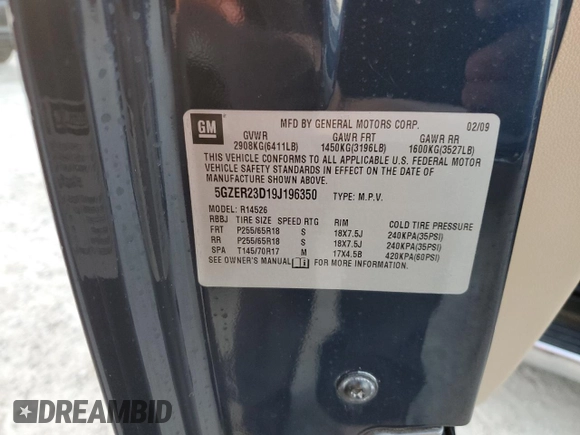 GM
MFD BY GENERAL MOTORS CORP. 02/09
GVWR GAWR FRT GAWR RR
2908KG(6411LB) 1450KG(3196LB) 1600KG(3527LB)
THIS VEHICLE CONFORMS TO ALL APPLICABLE U.S. FEDERAL MOTOR
VEHICLE SAFETY STANDARDS IN EFFECT ON THE DATE OF
MANUFACTURE SHOWN ABOVE.
5GZER23D19J196350 TYPE: M.P.V.
MODEL: R14526
RBBJ TIRE SIZE SPEED RTG RIM COLD TIRE PRESSURE
FRT P255/65R18 S 18X7.5J 240KPA(35PSI)
RR P255/65R18 S 18X7.5J 240KPA(35PSI)
SPA T145/70R17 M 17X4.5B 420KPA(60PSI)
SEE OWNER'S MANUAL i FOR MORE INFORMATION.
DREAMBID